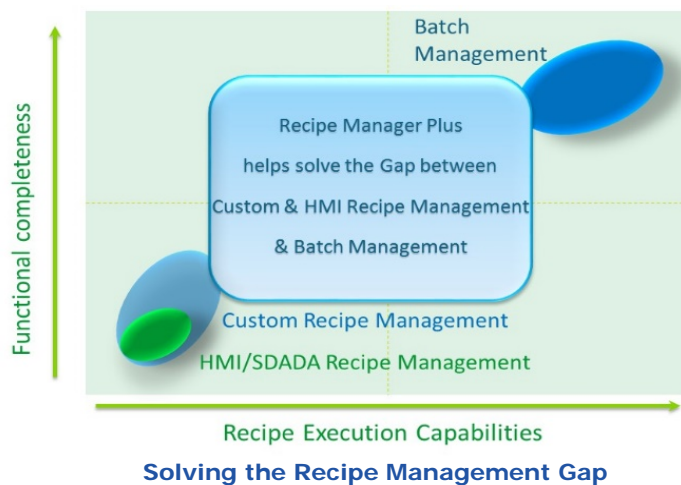 Batch
Management
Functional completeness
Recipe Manager Plus
helps solve the Gap between
Custom & HMI Recipe Management
& Batch Management
Custom Recipe Management
HMI/SDADA Recipe Management
Recipe Execution Capabilities
Solving the Recipe Management Gap